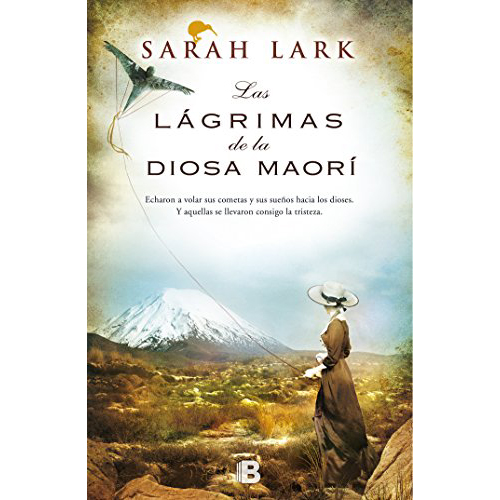 SARAH LARK
Las
LÁGRIMAS
de la
DIOSA MAORÍ
Echaron a volar sus cometas y sus sueños hacia los dioses.
Y aquellas se llevaron consigo la tristeza.
B